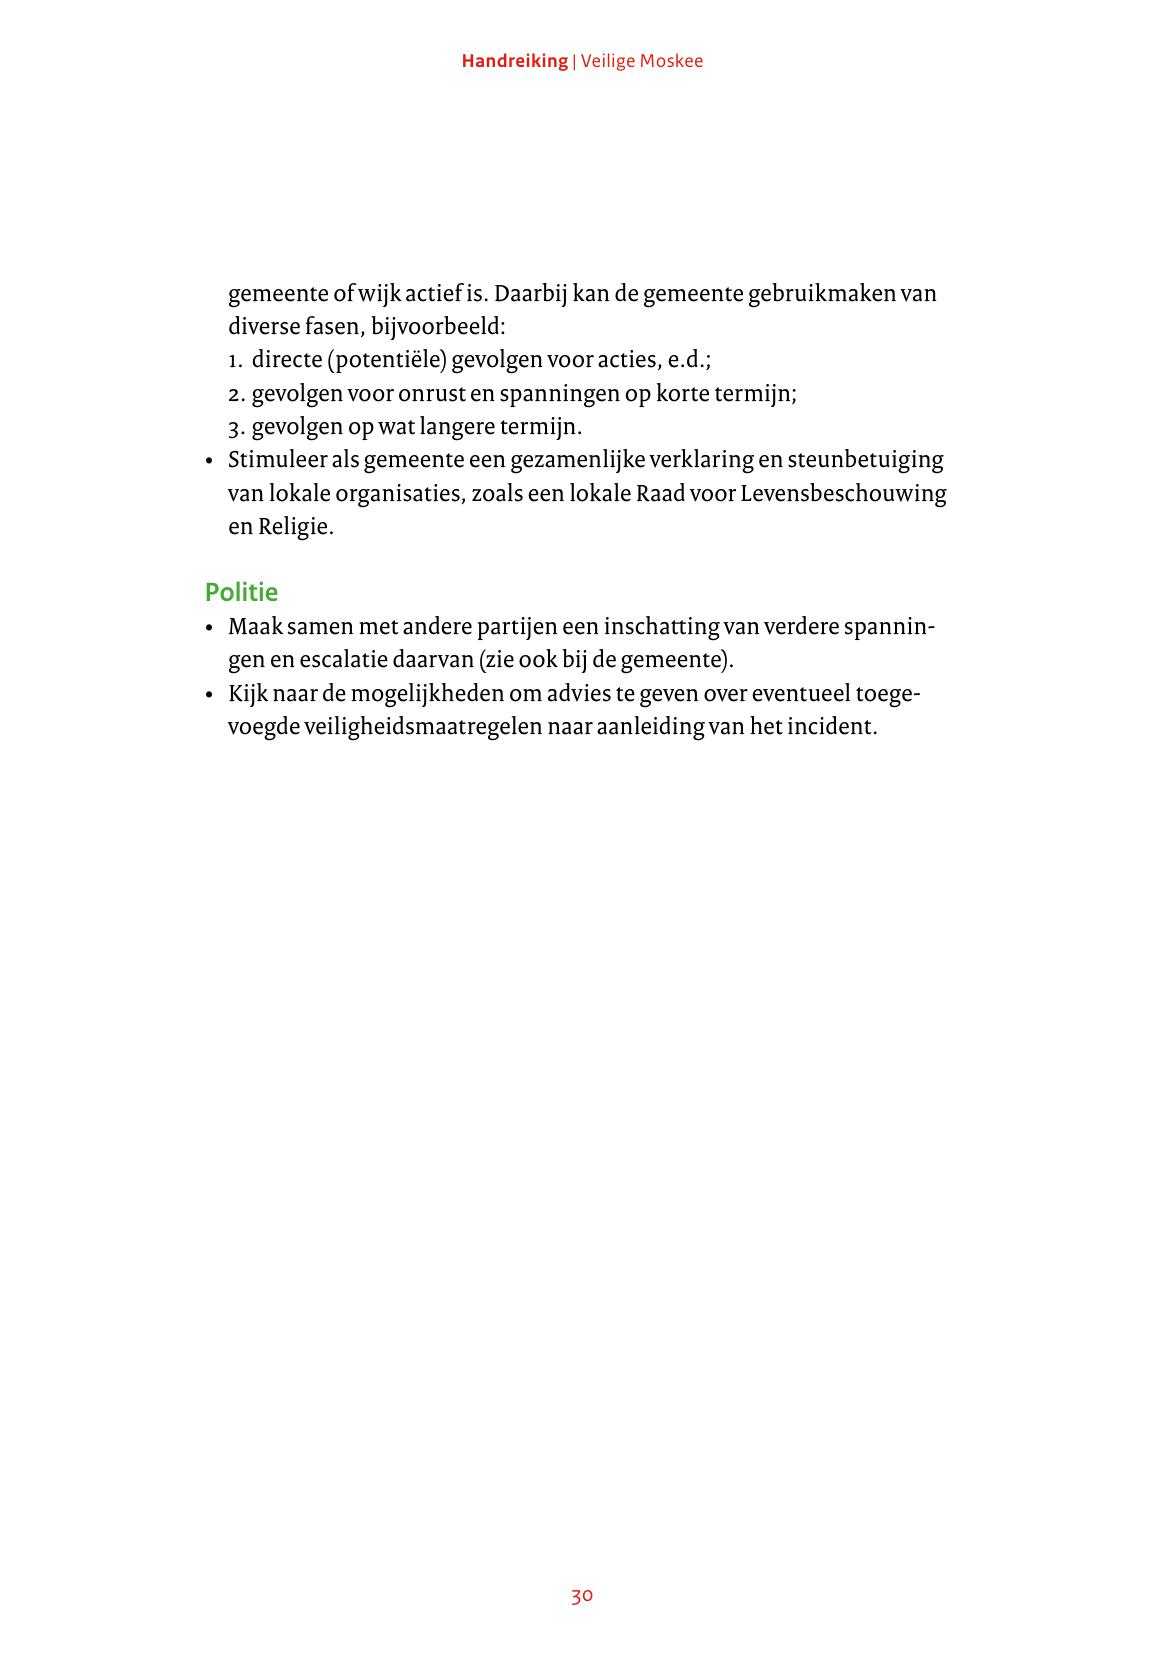 Handreiking | Veilige Moskee
gemeente of wijk actief is. Daarbij kan de gemeente gebruikmaken van
diverse fasen, bijvoorbeeld:
1. directe (potentiële) gevolgen voor acties, e.d.;
2. gevolgen voor onrust en spanningen op korte termijn;
3. gevolgen op wat langere termijn.
• Stimuleer als gemeente een gezamenlijke verklaring en steunbetuiging
van lokale organisaties, zoals een lokale Raad voor Levensbeschouwing
en Religie.
Politie
• Maak samen met andere partijen een inschatting van verdere spannin-
gen en escalatie daarvan (zie ook bij de gemeente).
• Kijk naar de mogelijkheden om advies te geven over eventueel toege-
voegde veiligheidsmaatregelen naar aanleiding van het incident.
30